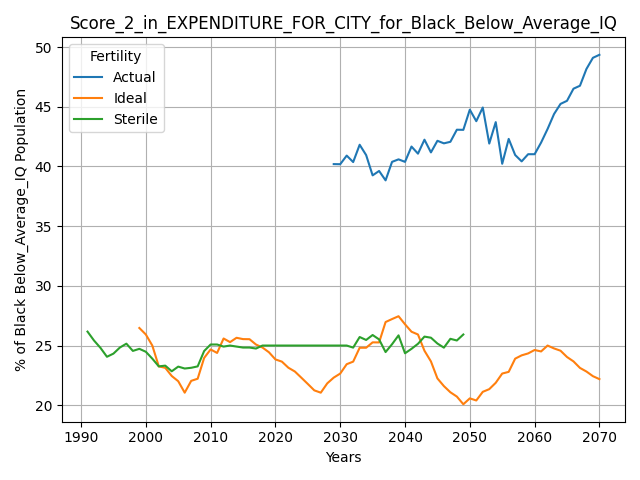 Score_2_in_EXPENDITURE_FOR_CITY_for_Black_Below_Average_IQ
Fertility
Actual
Ideal
Sterile
% of Black Below_Average_IQ Population
50
45
40
35
30
25
20
1990 2000 2010 2020 2030 2040 2050 2060 2070
Years